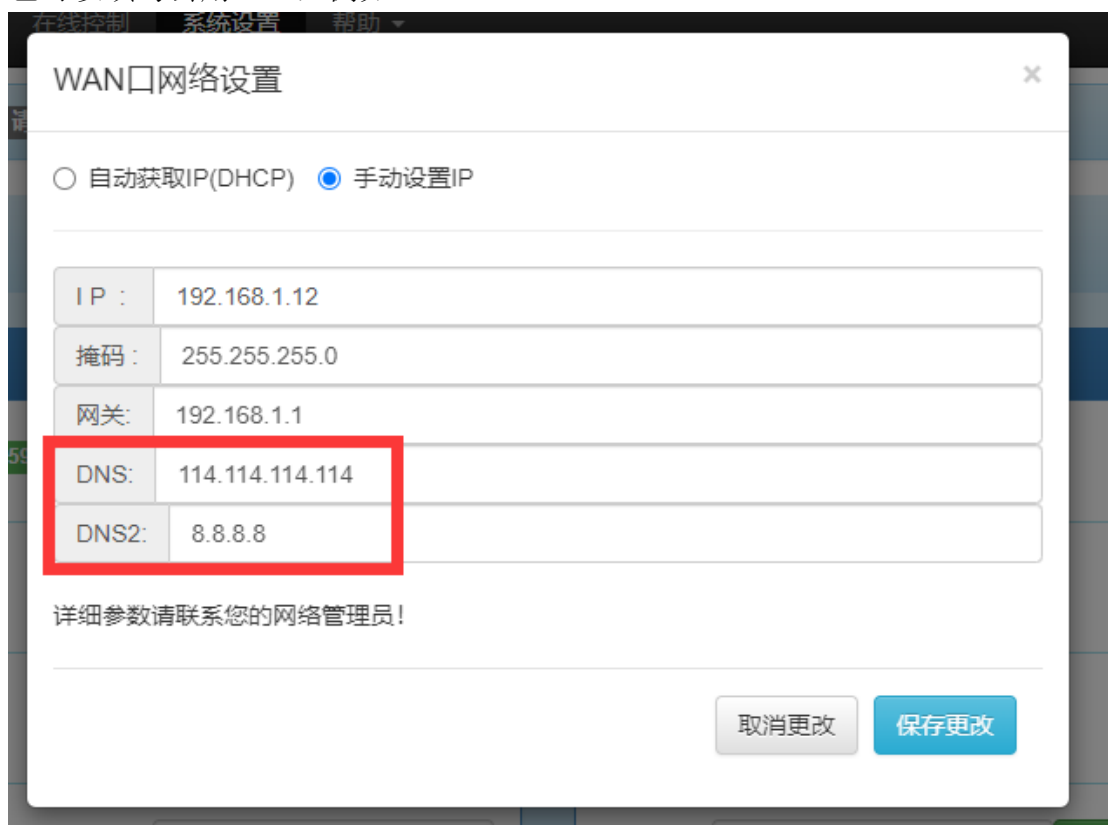 在线控制 系统设置 帮助
WAN口网络设置 ×
自动获取IP(DHCP) 手动设置IP
I P : 192.168.1.12
掩码 : 255.255.255.0
网关: 192.168.1.1
DNS: 114.114.114.114
DNS2: 8.8.8.8
详细参数请联系您的网络管理员!
取消更改 保存更改